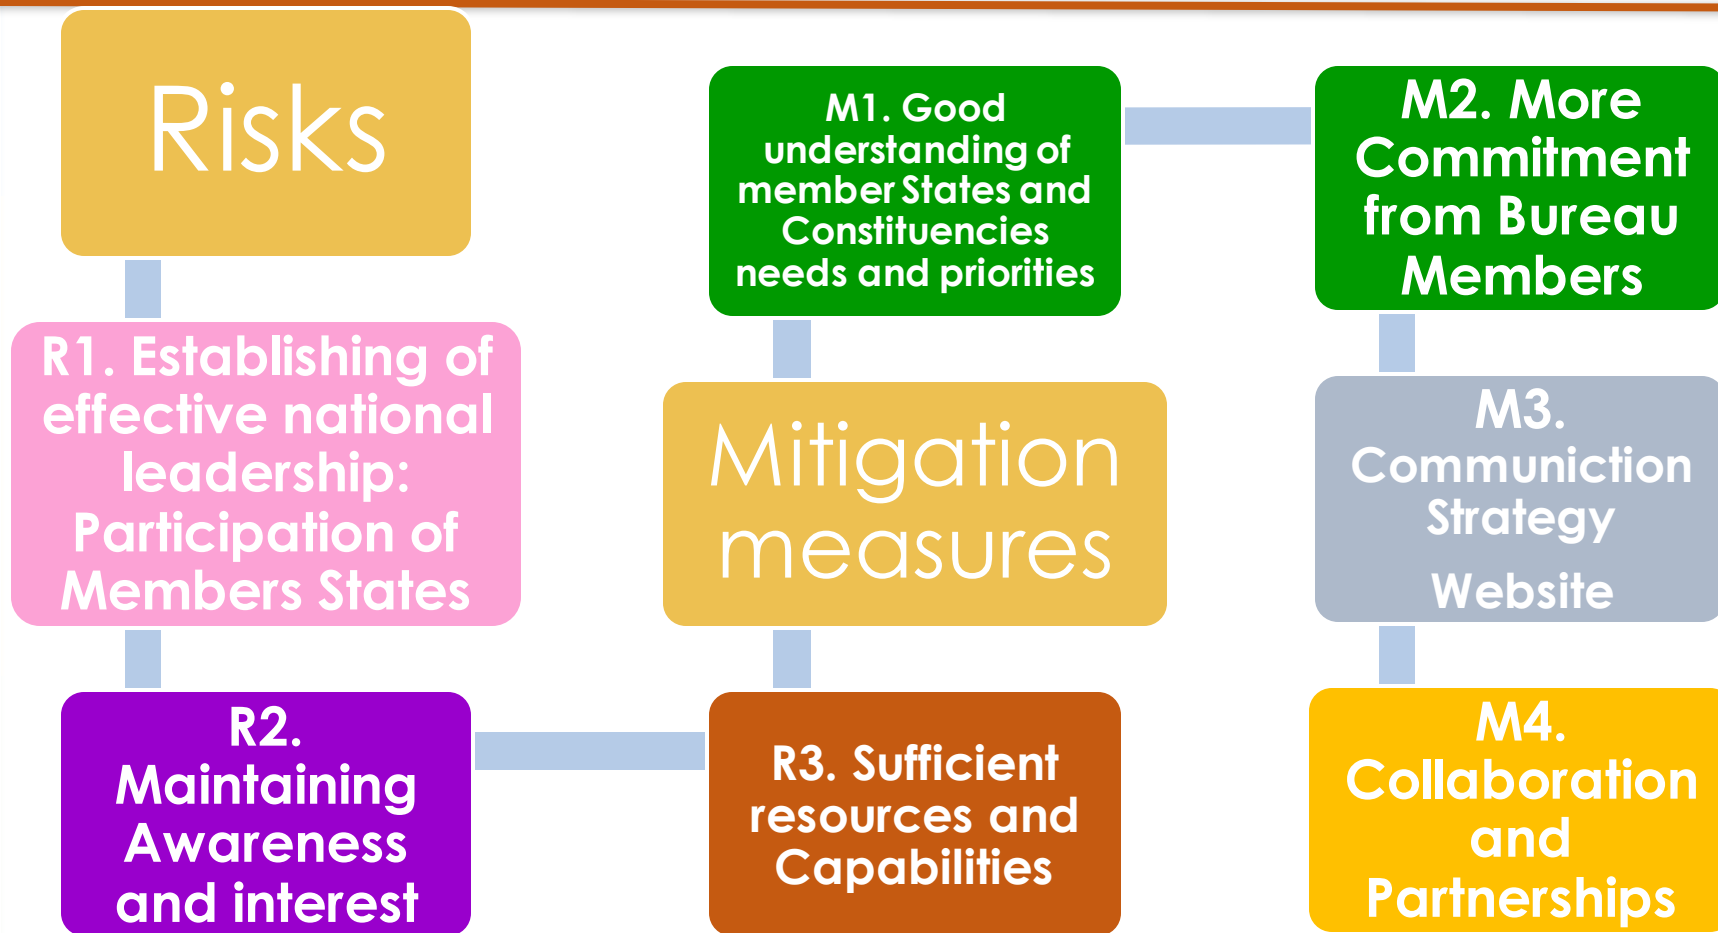 Risks
R1. Establishing of
effective national
leadership:
Participation of
Members States
R2.
Maintaining
Awareness
and interest
R3. Sufficient
resources and
Capabilities
Mitigation
measures
M1. Good
understanding of
member States and
Constituencies
needs and priorities
M2. More
Commitment
from Bureau
Members
M3.
Communiction
Strategy
Website
M4.
Collaboration
and
Partnerships